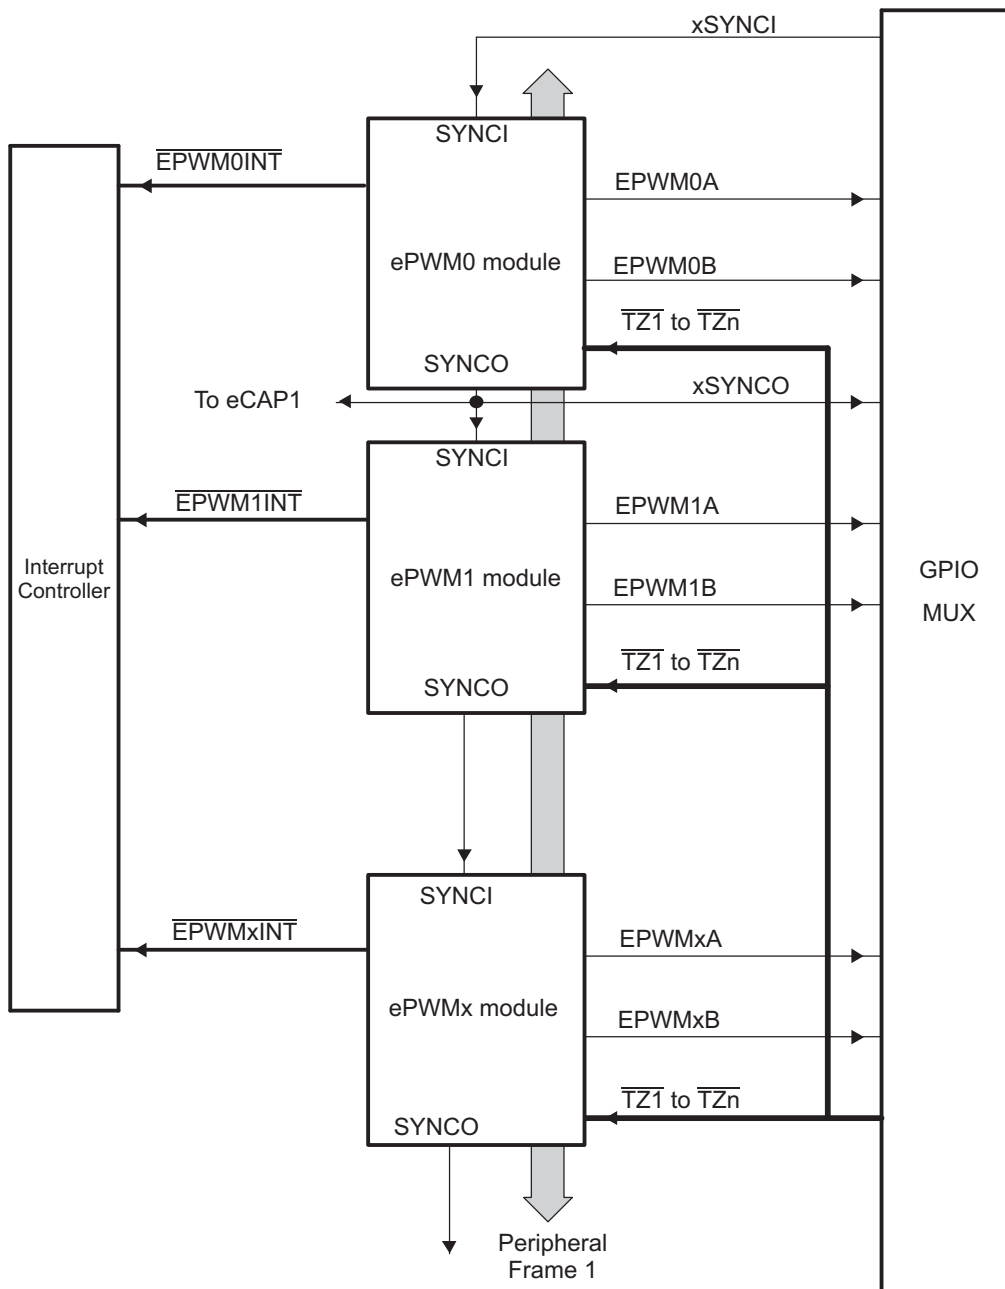 xSYNCI
SYNCI
EPWM0INT
EPWM0A
ePWM0 module
EPWM0B
TZ1 to TZn
SYNCO
To eCAP1
xSYNCO
SYNCI
EPWM1INT
EPWM1A
Interrupt
Controller
ePWM1 module
GPIO
MUX
EPWM1B
TZ1 to TZn
SYNCO
SYNCI
EPWMxINT
EPWMxA
ePWMx module
EPWMxB
TZ1 to TZn
SYNCO
Peripheral
Frame 1